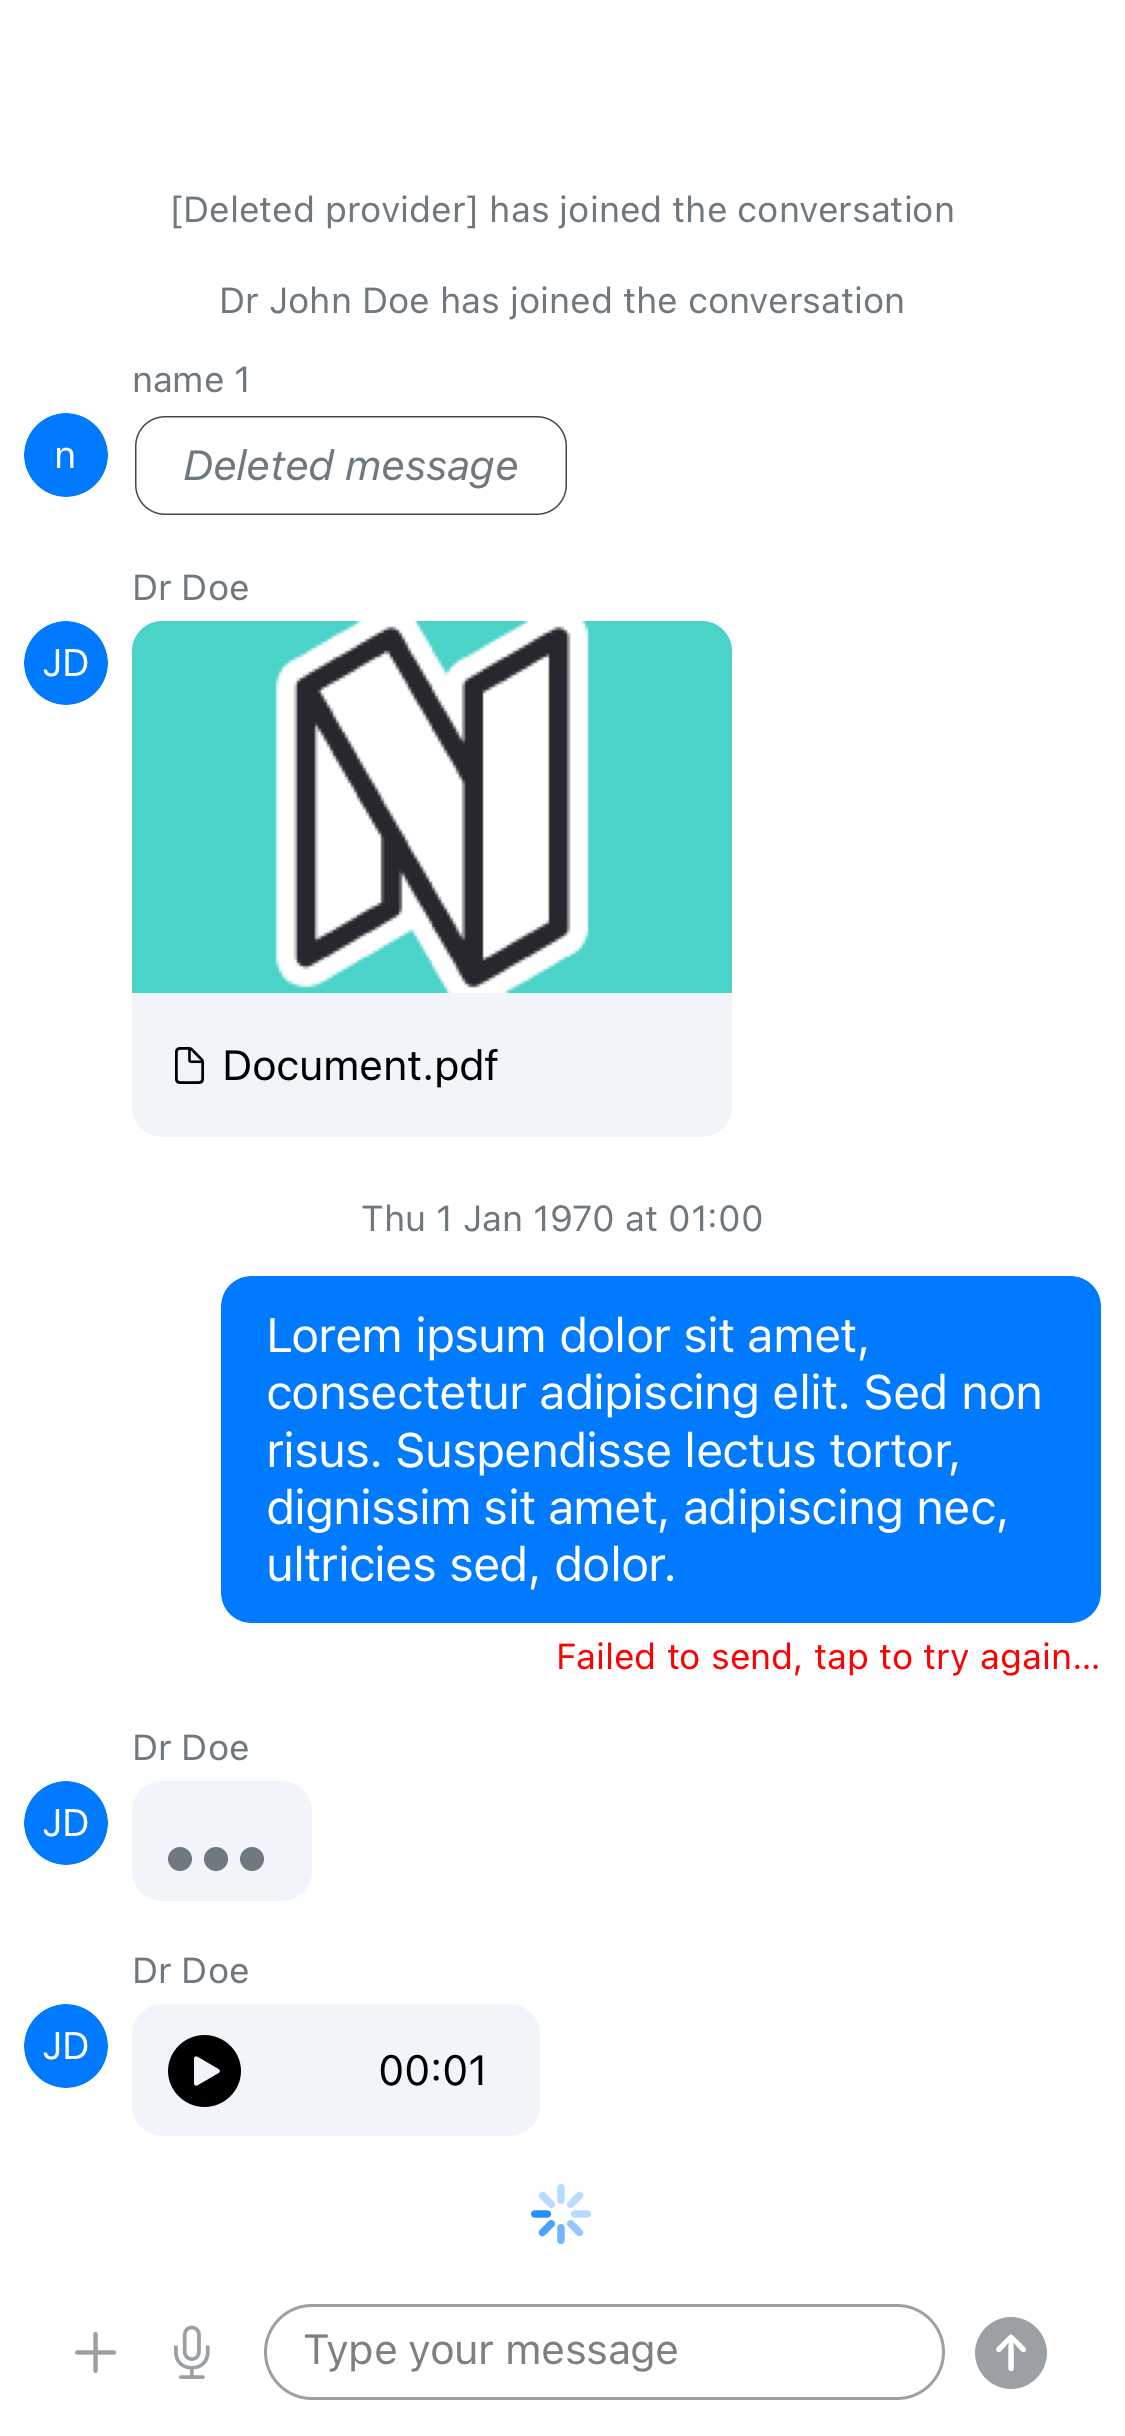 [Deleted provider] has joined the conversation
Dr John Doe has joined the conversation
name 1
n
Deleted message
Dr Doe
JD
N
Document.pdf
Thu 1 Jan 1970 at 01:00
Lorem ipsum dolor sit amet,
consectetur adipiscing elit. Sed non
risus. Suspendisse lectus tortor,
dignissim sit amet, adipiscing nec,
ultricies sed, dolor.
Failed to send, tap to try again...
Dr Doe
JD
Dr Doe
JD
00:01
Type your message